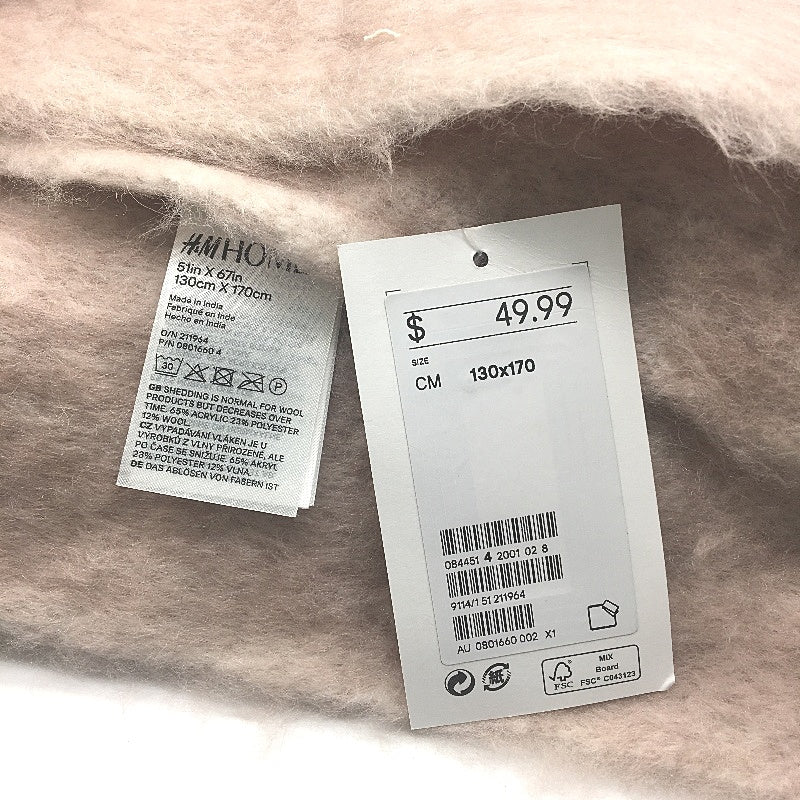 H&M HOME
51in X 67in
130cm X 170cm
Made in India
Fabriqué en Inde
Hecho en India
O/N 211964
P/N 0801660 4
30
P
GB SHEDDING IS NORMAL FOR WOOL
PRODUCTS BUT DECREASES OVER
TIME. 65% ACRYLIC 23% POLYESTER
12% WOOL.
CZ VYPADÁVÁNÍ VLÁKEN JE U
VÝROBKŮ Z VLNY PŘIROZENÉ, ALE
PO ČASE SE SNIŽUJE. 65% AKRYL
23% POLYESTER 12% VLNA.
DE DAS ABLÖSEN VON FASERN IST
$ 49.99
SIZE
CM 130x170
084451 4 2001 02 8
9114/1 51 211964
AU 0801660 002 X1
紙
FSC
MIX
Board
FSC® C043123